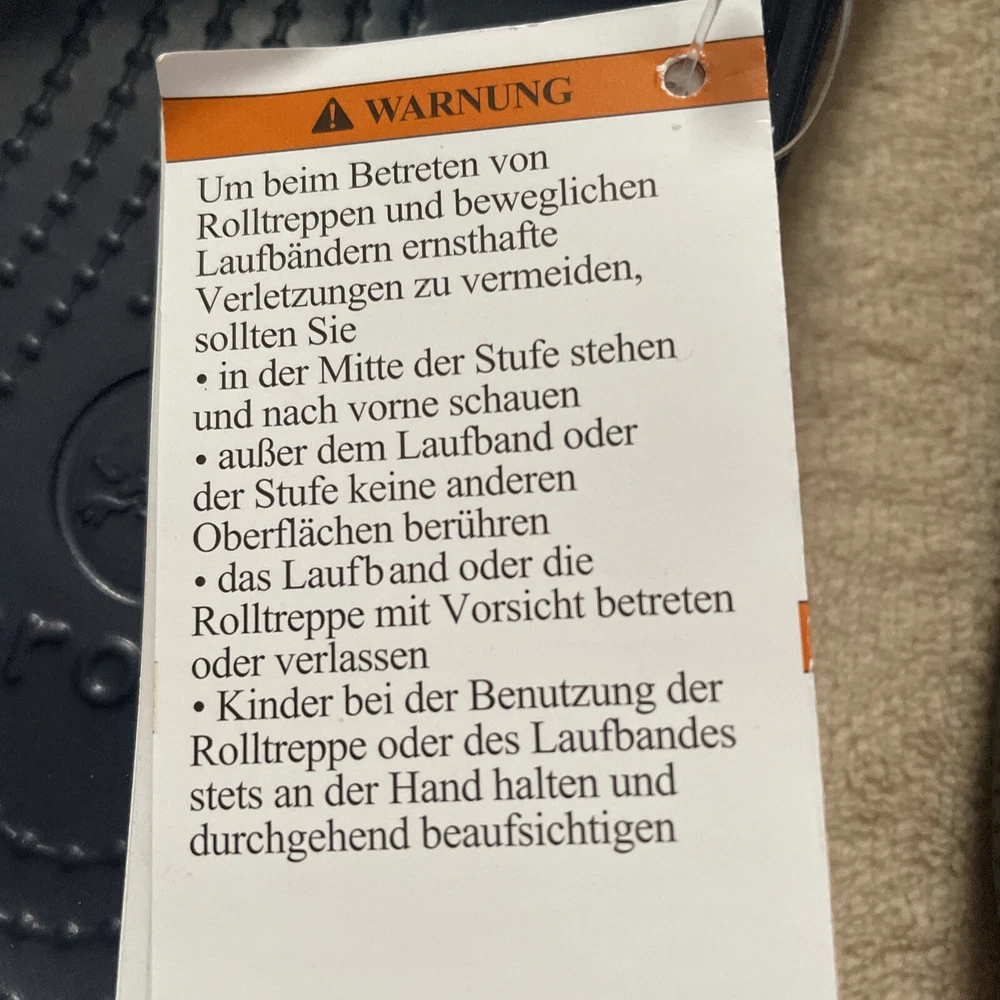 WARNUNG
Um beim Betreten von
Rolltreppen und beweglichen
Laufbändern ernsthafte
Verletzungen zu vermeiden,
sollten Sie
• in der Mitte der Stufe stehen
und nach vorne schauen
• außer dem Laufband oder
der Stufe keine anderen
Oberflächen berühren
• das Laufband oder die
Rolltreppe mit Vorsicht betreten
oder verlassen
• Kinder bei der Benutzung der
Rolltreppe oder des Laufbandes
stets an der Hand halten und
durchgehend beaufsichtigen